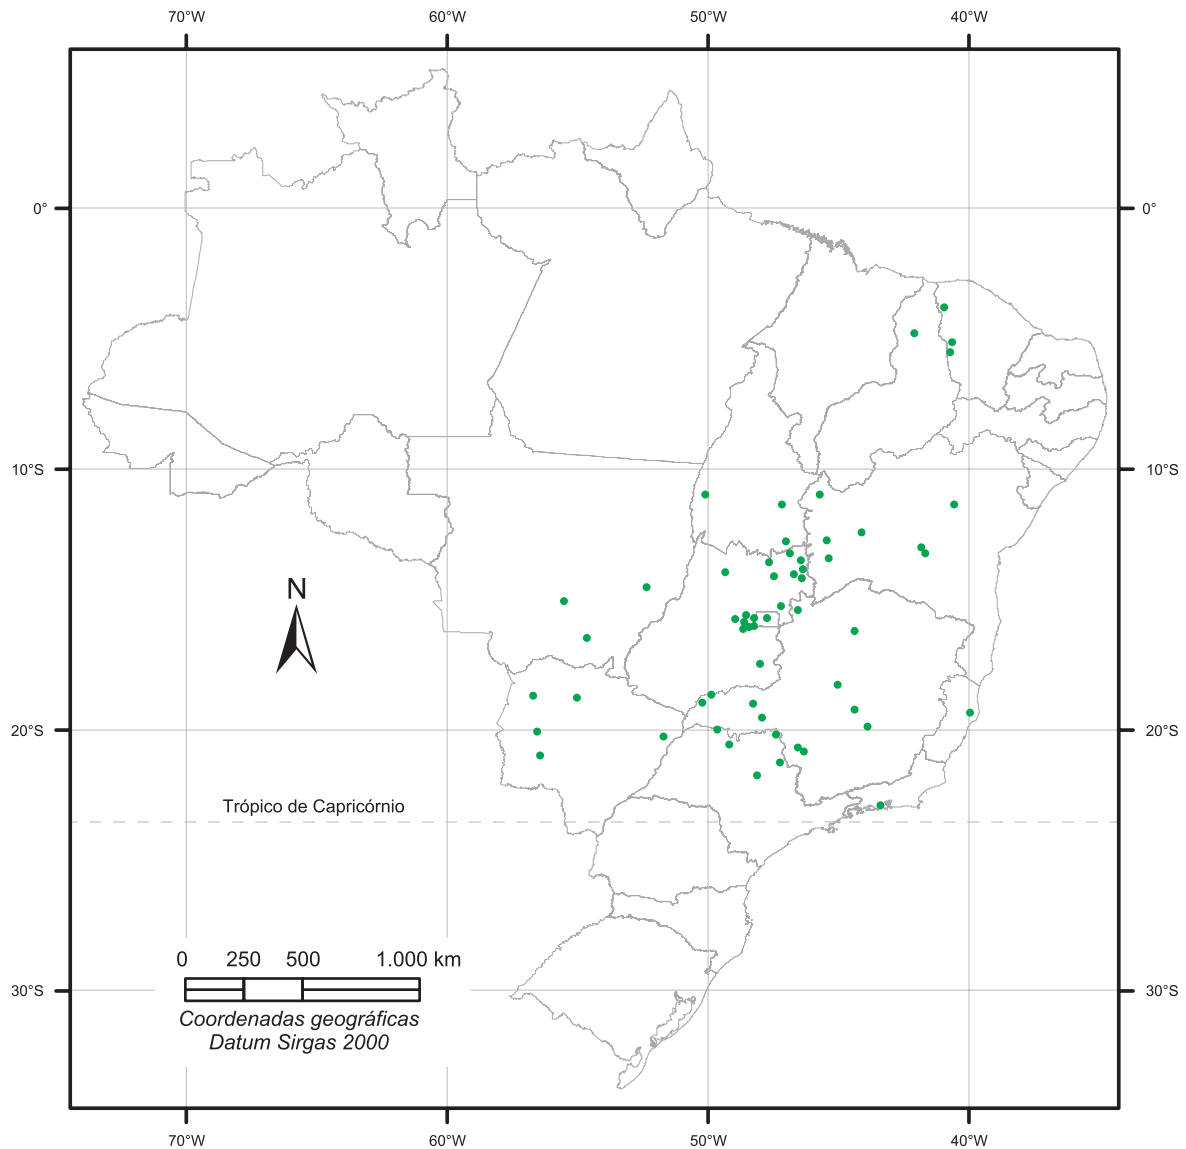 70°W 60°W 50°W 40°W
0° 0°
10°S 10°S
N
20°S 20°S
Trópico de Capricórnio
0 250 500 1.000 km
30°S 30°S
Coordenadas geográficas
Datum Sirgas 2000
70°W 60°W 50°W 40°W